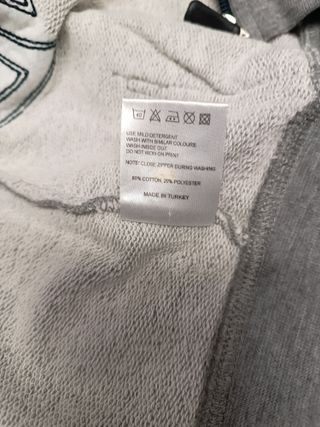 40
USE MILD DETERGENT
WASH WITH SIMILAR COLOURS
WASH INSIDE OUT
DO NOT IRON ON PRINT
NOTE! CLOSE ZIPPER DURING WASHING
80% COTTON, 20% POLYESTER
MADE IN TURKEY